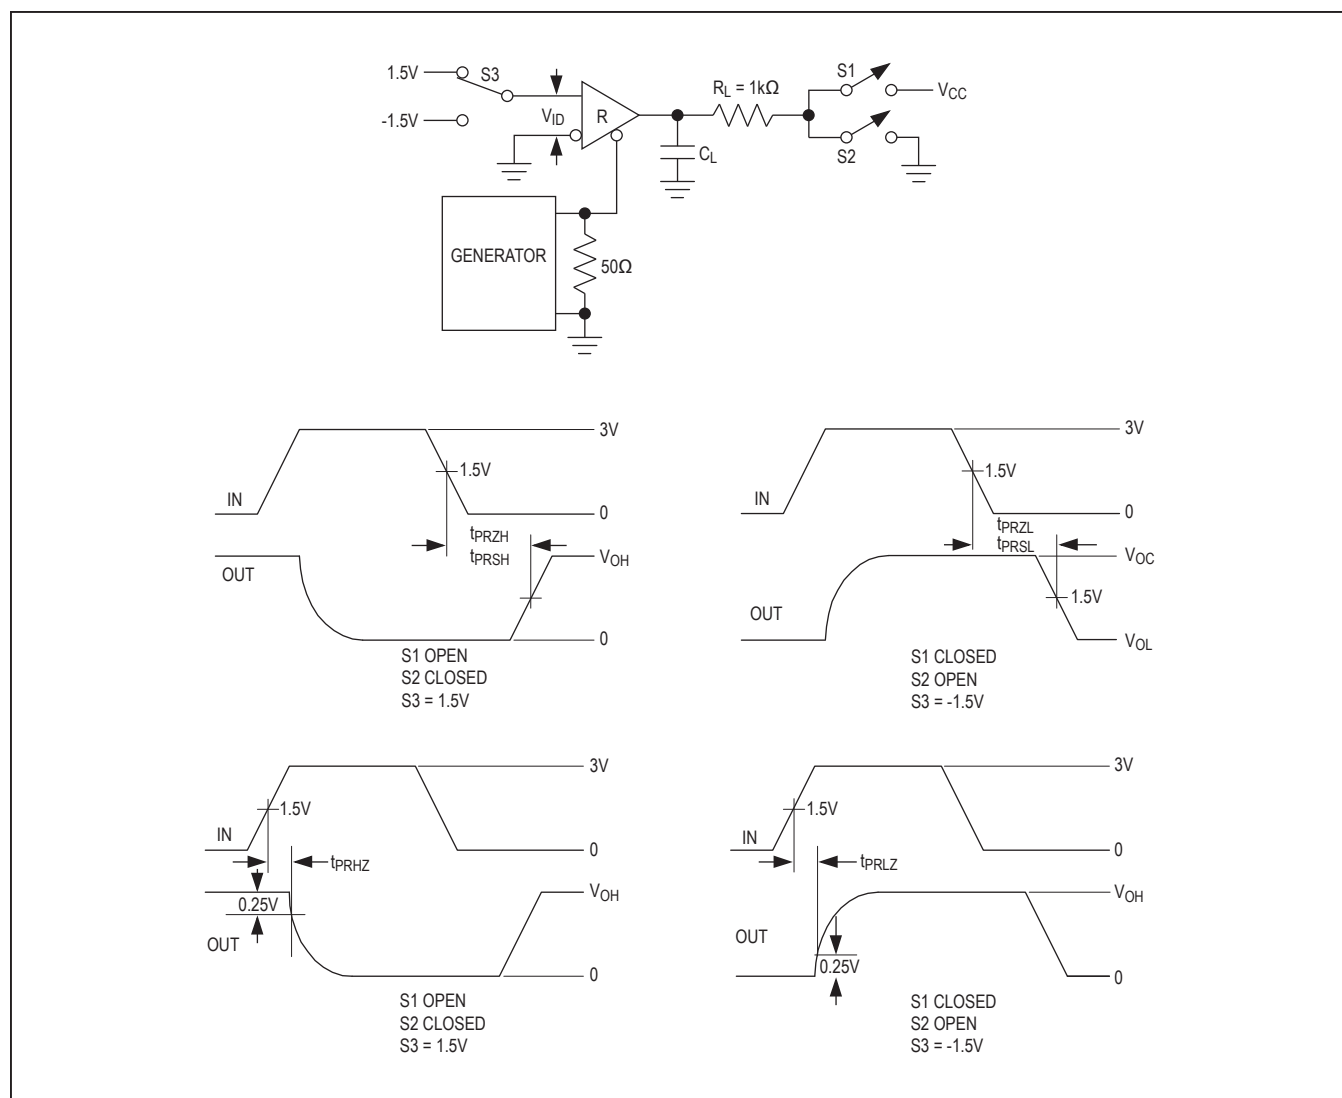 1.5V
S3
-1.5V
V_ID
R
R_L = 1kΩ
C_L
S1
V_CC
S2
GENERATOR
50Ω
3V
1.5V
IN
0
t_PRZH
t_PRSH
V_OH
OUT
0
S1 OPEN
S2 CLOSED
S3 = 1.5V
3V
1.5V
IN
0
t_PRZL
t_PRSL
V_OC
1.5V
OUT
V_OL
S1 CLOSED
S2 OPEN
S3 = -1.5V
3V
1.5V
IN
0
t_PRHZ
V_OH
0.25V
OUT
0
S1 OPEN
S2 CLOSED
S3 = 1.5V
3V
1.5V
IN
0
t_PRLZ
V_OH
OUT
0.25V
0
S1 CLOSED
S2 OPEN
S3 = -1.5V